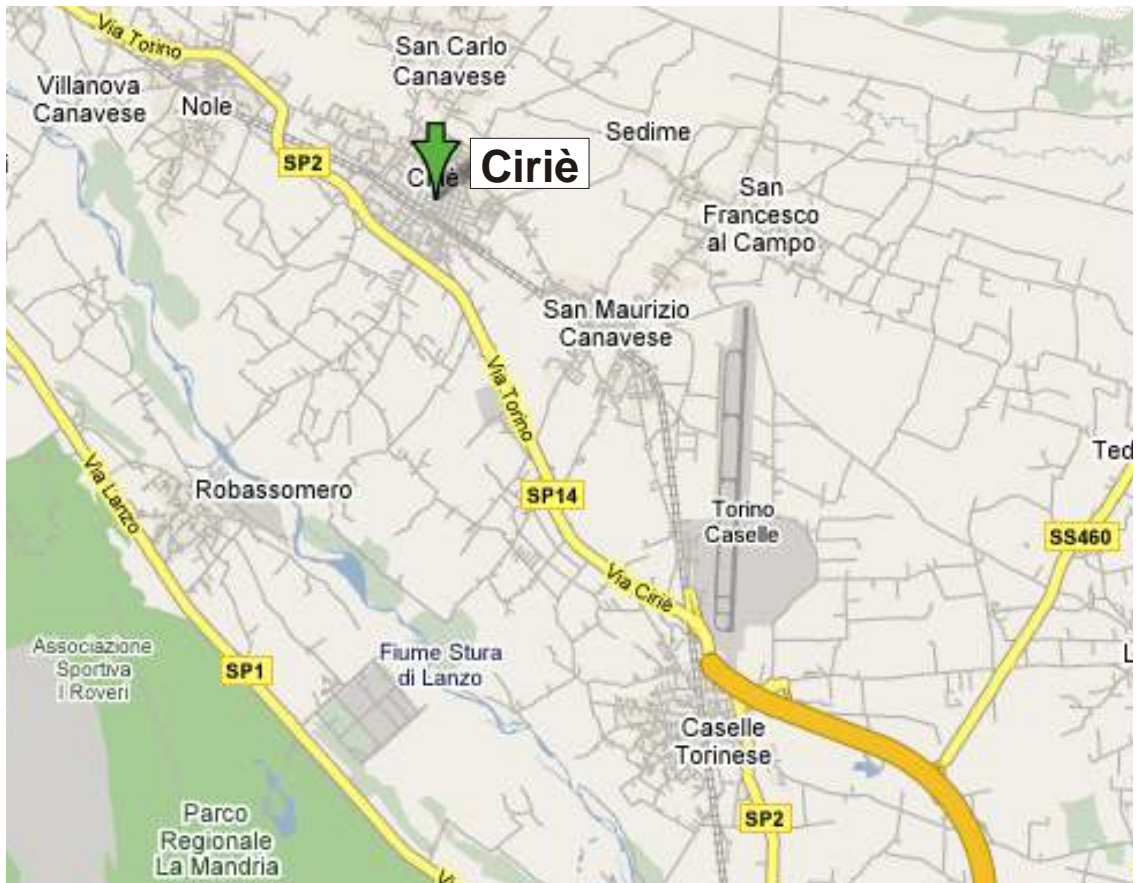 Via Torino
San Carlo
Canavese
Villanova
Canavese
Nole
Sedime
SP2
Ciriè
Ciriè
San
Francesco
al Campo
San Maurizio
Canavese
Via Torino
Via Lanzo
Robassomero
SP14
Torino
Caselle
Ted
SS460
Via Ciriè
Associazione
Sportiva
I Roveri
SP1
Fiume Stura
di Lanzo
L
Caselle
Torinese
Parco
Regionale
La Mandria
SP2
Vi